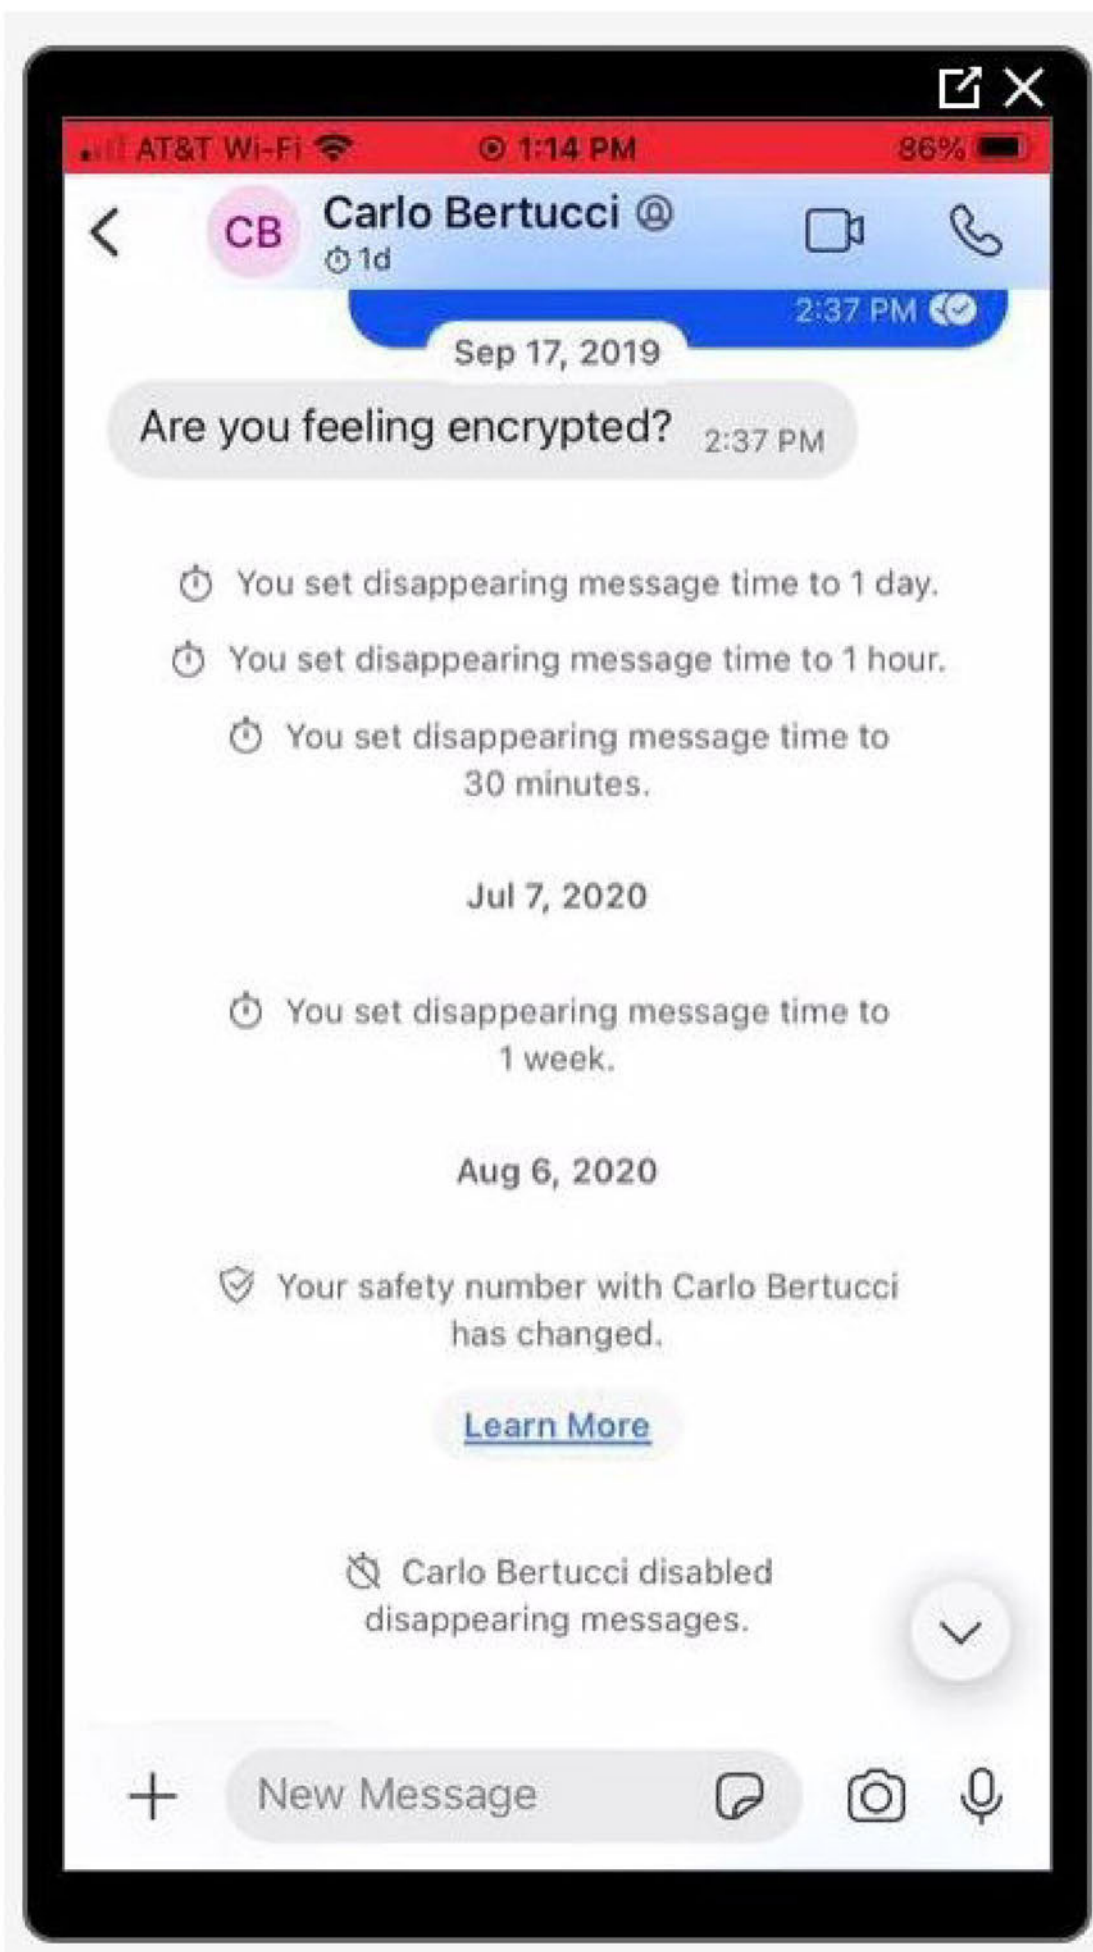 AT&T Wi-Fi 1:14 PM 86%
CB Carlo Bertucci
1d
2:37 PM
Sep 17, 2019
Are you feeling encrypted? 2:37 PM
You set disappearing message time to 1 day.
You set disappearing message time to 1 hour.
You set disappearing message time to
30 minutes.
Jul 7, 2020
You set disappearing message time to
1 week.
Aug 6, 2020
Your safety number with Carlo Bertucci
has changed.
Learn More
Carlo Bertucci disabled
disappearing messages.
New Message